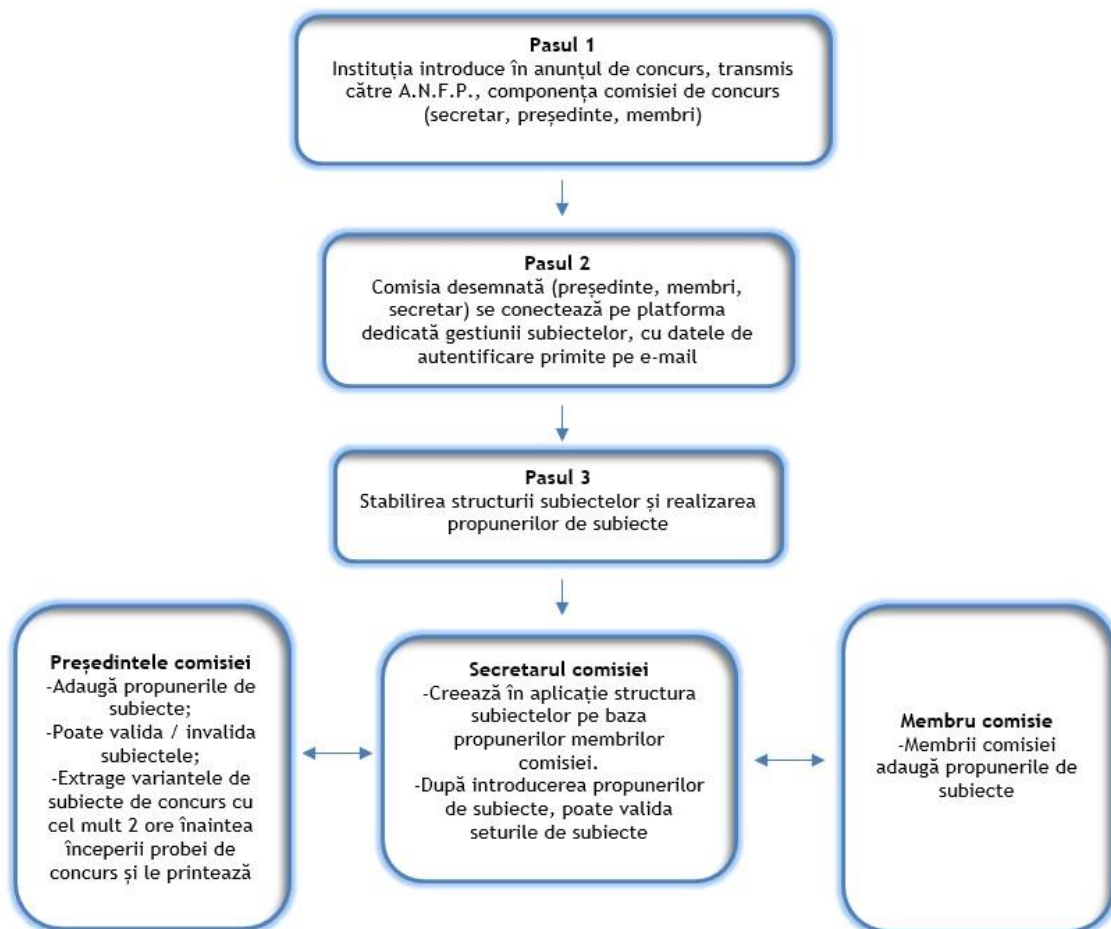 Pasul 1
Instituția introduce în anunțul de concurs, transmis
către A.N.F.P., componența comisiei de concurs
(secretar, președinte, membri)
Pasul 2
Comisia desemnată (președinte, membri,
secretar) se conectează pe platforma
dedicată gestiunii subiectelor, cu datele de
autentificare primite pe e-mail
Pasul 3
Stabilirea structurii subiectelor și realizarea
propunerilor de subiecte
Președintele comisiei
-Adaugă propunerile de
subiecte;
-Poate valida / invalida
subiectele;
-Extrage variantele de
subiecte de concurs cu
cel mult 2 ore înaintea
începerii probei de
concurs și le printează
Secretarul comisiei
-Creează în aplicație structura
subiectelor pe baza
propunerilor membrilor
comisiei.
-După introducerea propunerilor
de subiecte, poate valida
seturile de subiecte
Membru comisie
-Membrii comisiei
adaugă propunerile de
subiecte